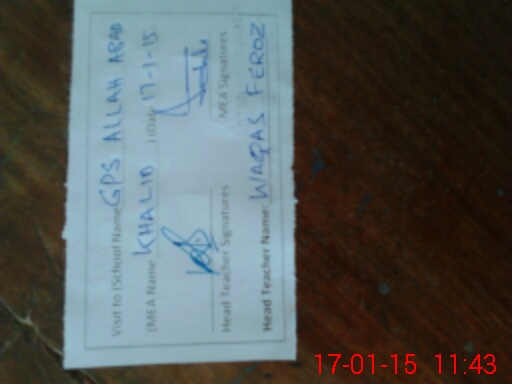 Visit to (School Name) GPS ALLAH ABAD
(MEA Name) KHALID (Date) 17-1-15
Head Teacher Signatures MEA Signatures
Head Teacher Name: WAQAS FEROZ
17-01-15 11:43